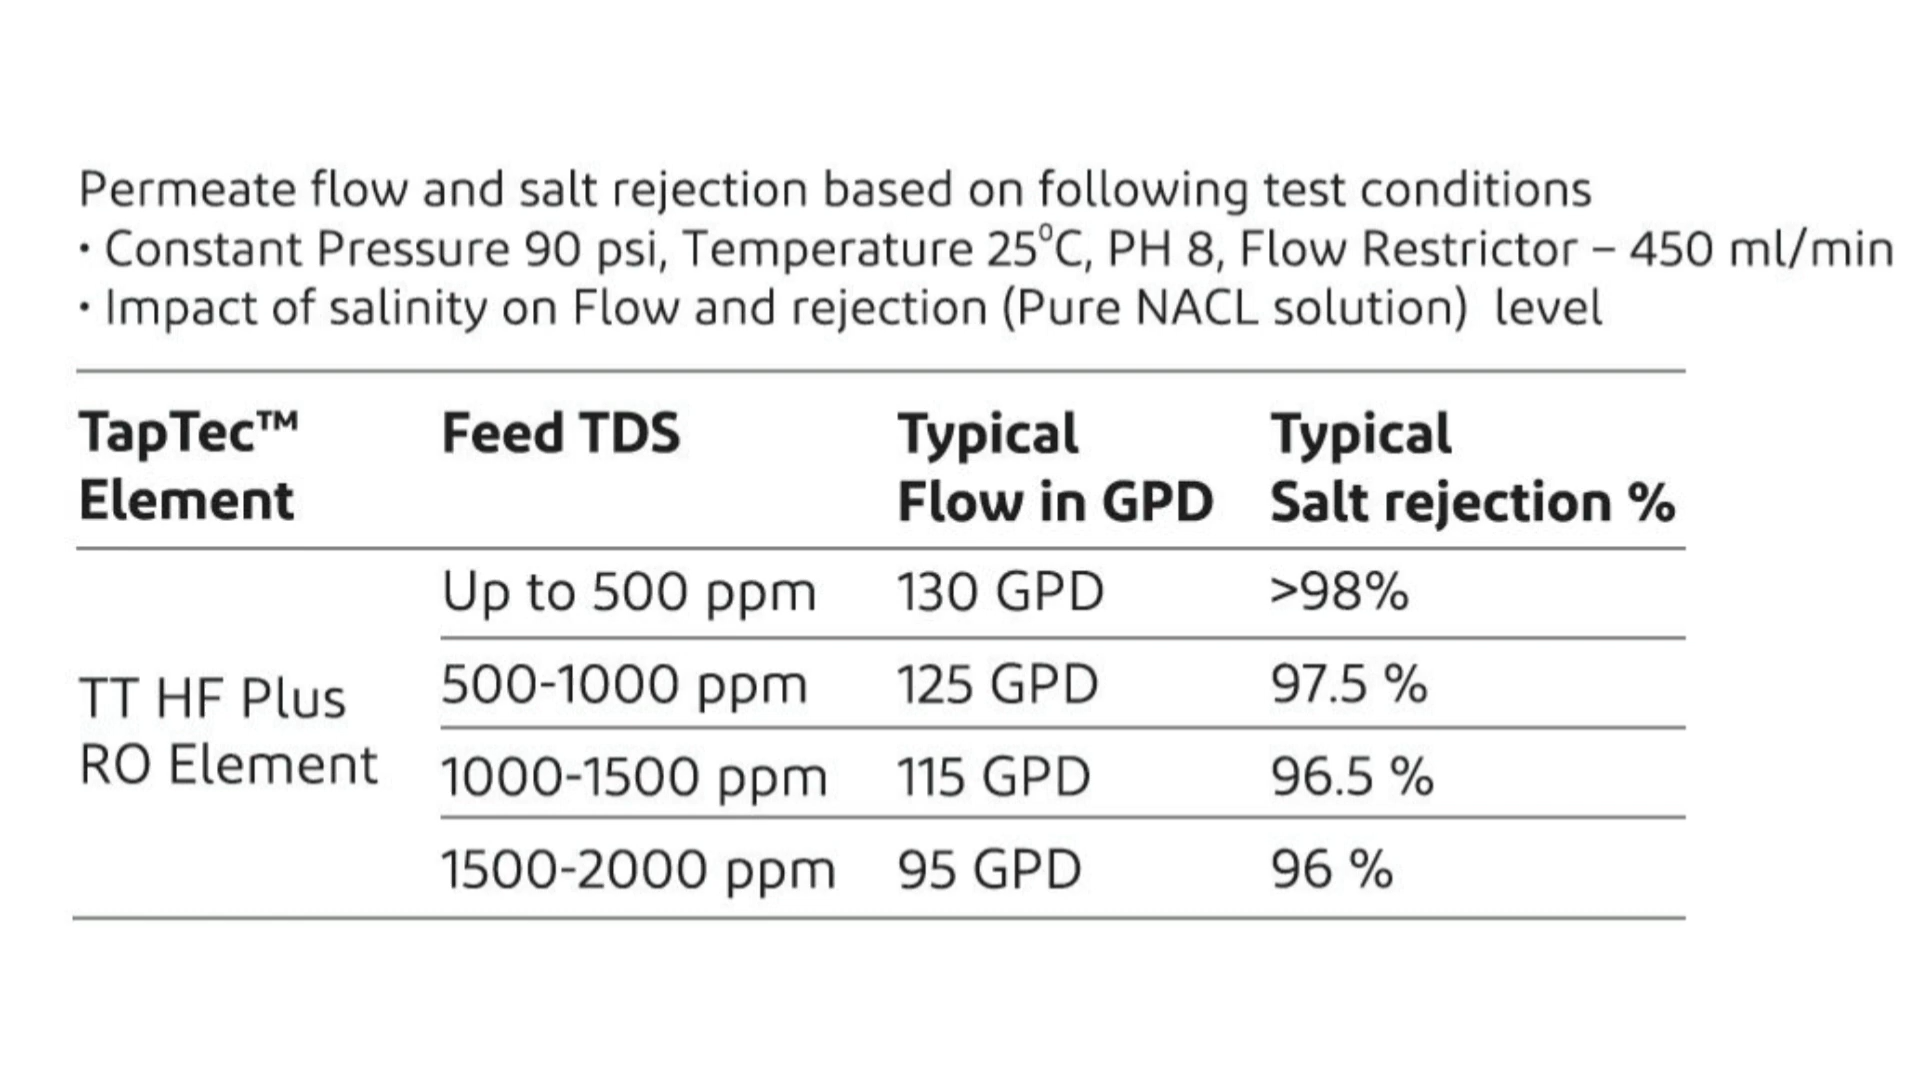 Permeate flow and salt rejection based on following test conditions
• Constant Pressure 90 psi, Temperature 25⁰C, PH 8, Flow Restrictor – 450 ml/min
• Impact of salinity on Flow and rejection (Pure NACL solution) level
TapTec™ Element Feed TDS Typical Flow in GPD Typical Salt rejection %
TT HF Plus RO Element
Up to 500 ppm 130 GPD >98%
500-1000 ppm 125 GPD 97.5 %
1000-1500 ppm 115 GPD 96.5 %
1500-2000 ppm 95 GPD 96 %